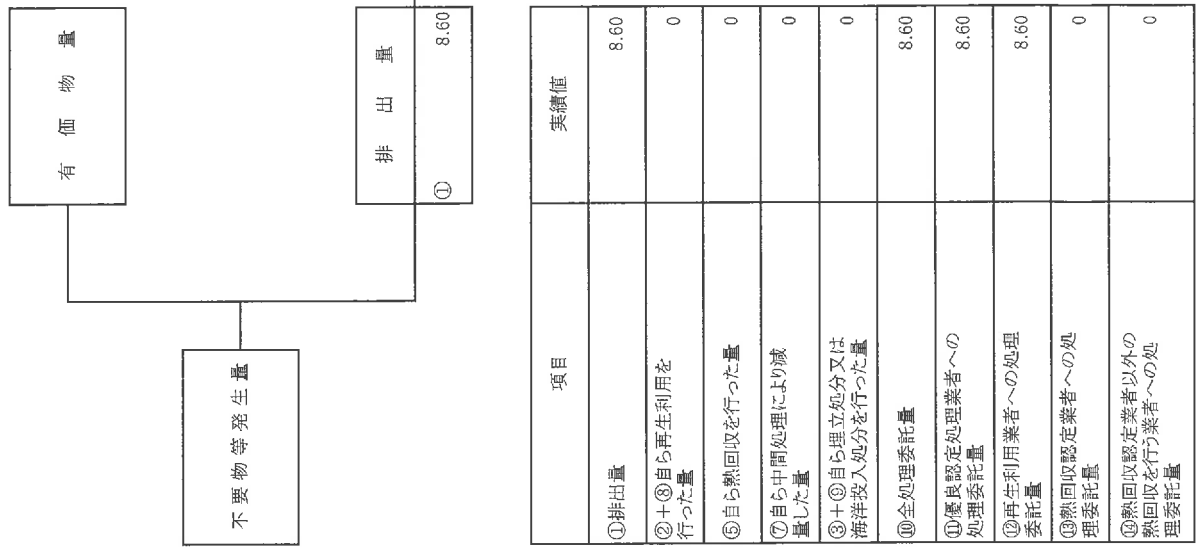 不要物等発生量
有価物量
排出量
① 8.60
項目 実績値
①排出量 8.60
②+⑧自ら再生利用を
行った量 0
⑤自ら熱回収を行った量 0
⑦自ら中間処理により減
量した量 0
③+⑨自ら埋立処分又は
海洋投入処分を行った量 0
⑩全処理委託量 8.60
⑪優良認定処理業者への
処理委託量 8.60
⑫再生利用業者への処理
委託量 8.60
⑬熱回収認定業者への処
理委託量 0
⑭熱回収認定業者以外の
熱回収を行う業者への処
理委託量 0